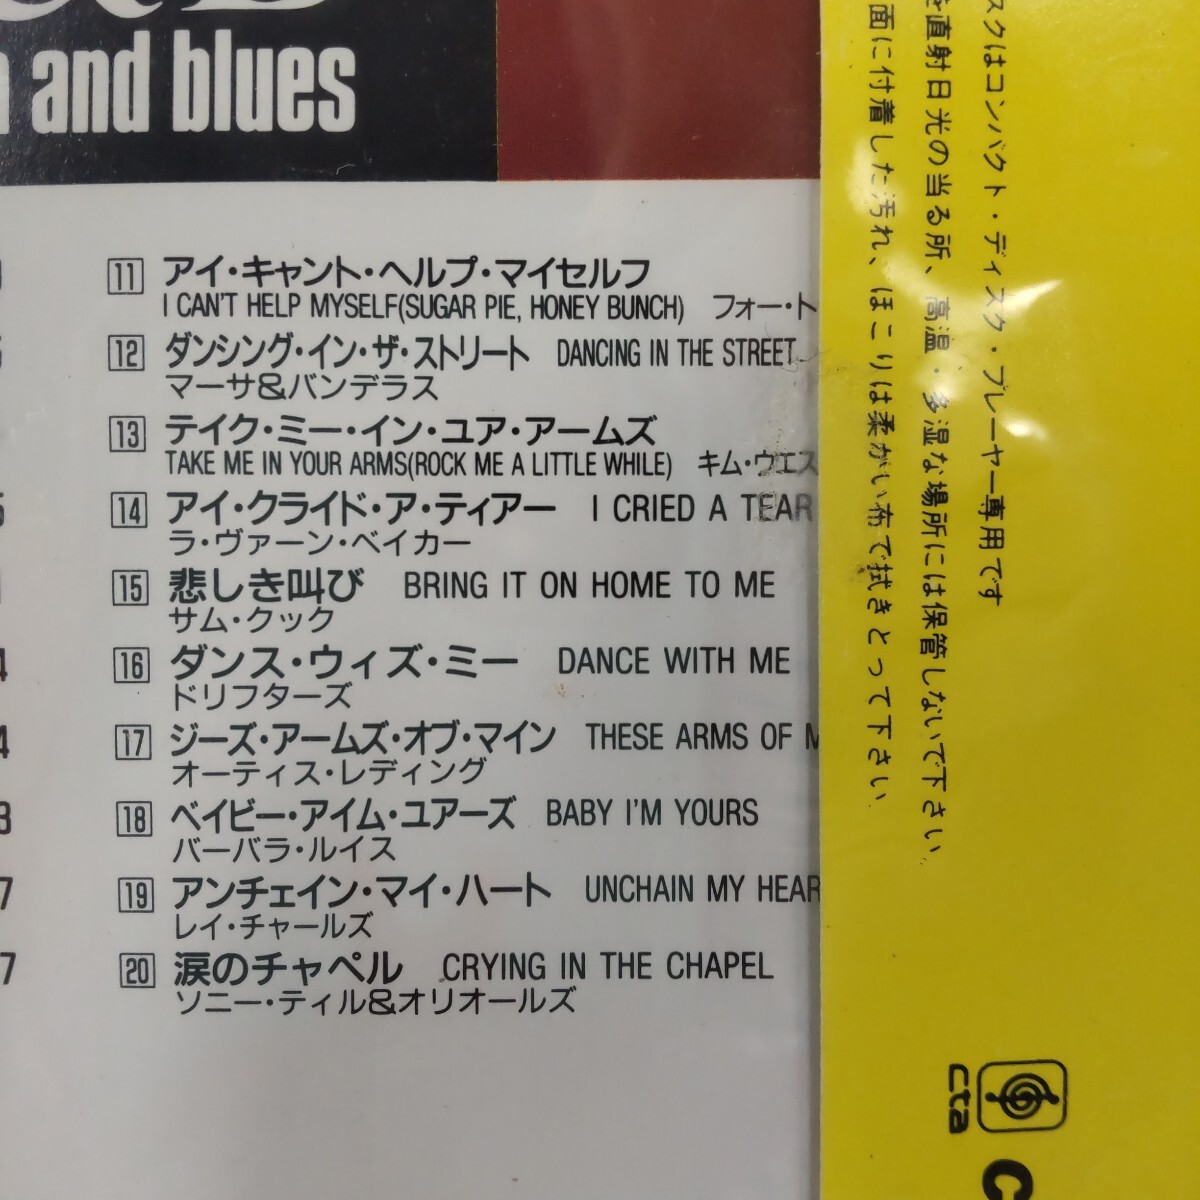 and blues
11 アイ・キャント・ヘルプ・マイセルフ
I CAN'T HELP MYSELF(SUGAR PIE, HONEY BUNCH) フォー・ト
12 ダンシング・イン・ザ・ストリート DANCING IN THE STREET
マーサ&バンデラス
13 テイク・ミー・イン・ユア・アームズ
TAKE ME IN YOUR ARMS(ROCK ME A LITTLE WHILE) キム・ウエス
14 アイ・クライド・ア・ティアー I CRIED A TEAR
ラ・ヴァーン・ベイカー
15 悲しき叫び BRING IT ON HOME TO ME
サム・クック
16 ダンス・ウィズ・ミー DANCE WITH ME
ドリフターズ
17 ジーズ・アームズ・オブ・マイン THESE ARMS OF M
オーティス・レディング
18 ベイビー・アイム・ユアーズ BABY I'M YOURS
バーバラ・ルイス
19 アンチェイン・マイ・ハート UNCHAIN MY HEAR
レイ・チャールズ
20 涙のチャペル CRYING IN THE CHAPEL
ソニー・ティル&オリオールズ
スクはコンパクト・ディスク・プレーヤー専用です
を直射日光の当る所、高温・多湿な場所には保管しないで下さい
面に付着した汚れ、ほこりは柔かい布で拭きとって下さい
cta